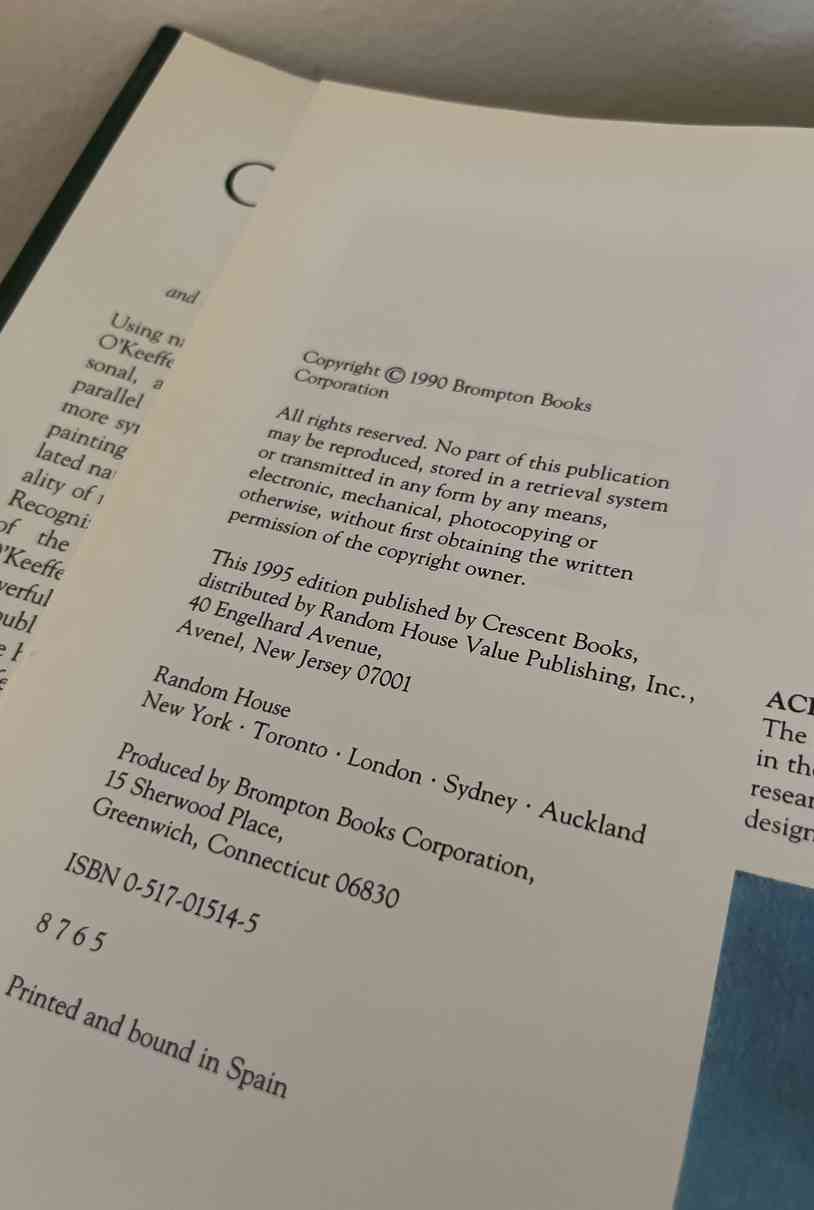 and
Using
O'Keeffe
sonal, a
parallel
more
painting
lated
ality of
of the
O'Keeffe
Copyright © 1990 Brompton Books
Corporation
All rights reserved. No part of this publication
may be reproduced, stored in a retrieval system
or transmitted in any form by any means,
electronic, mechanical, photocopying or
otherwise, without first obtaining the written
permission of the copyright owner.
This 1995 edition published by Crescent Books,
distributed by Random House Value Publishing, Inc.,
40 Engelhard Avenue,
Avenel, New Jersey 07001
Random House
New York · Toronto · London · Sydney · Auckland
Produced by Brompton Books Corporation,
15 Sherwood Place,
Greenwich, Connecticut 06830
ISBN 0-517-01514-5
8 7 6 5
Printed and bound in Spain
The
in